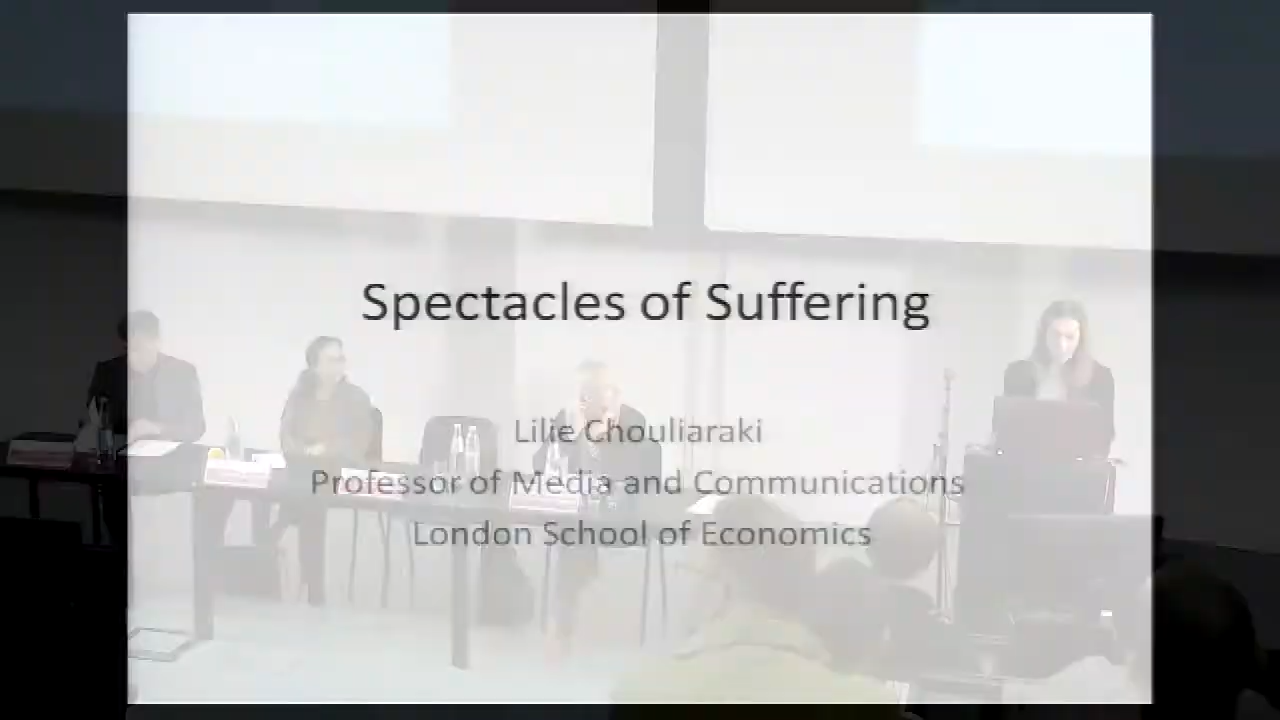 Spectacles of Suffering
Lilie Chouliaraki
Professor of Media and Communications
London School of Economics